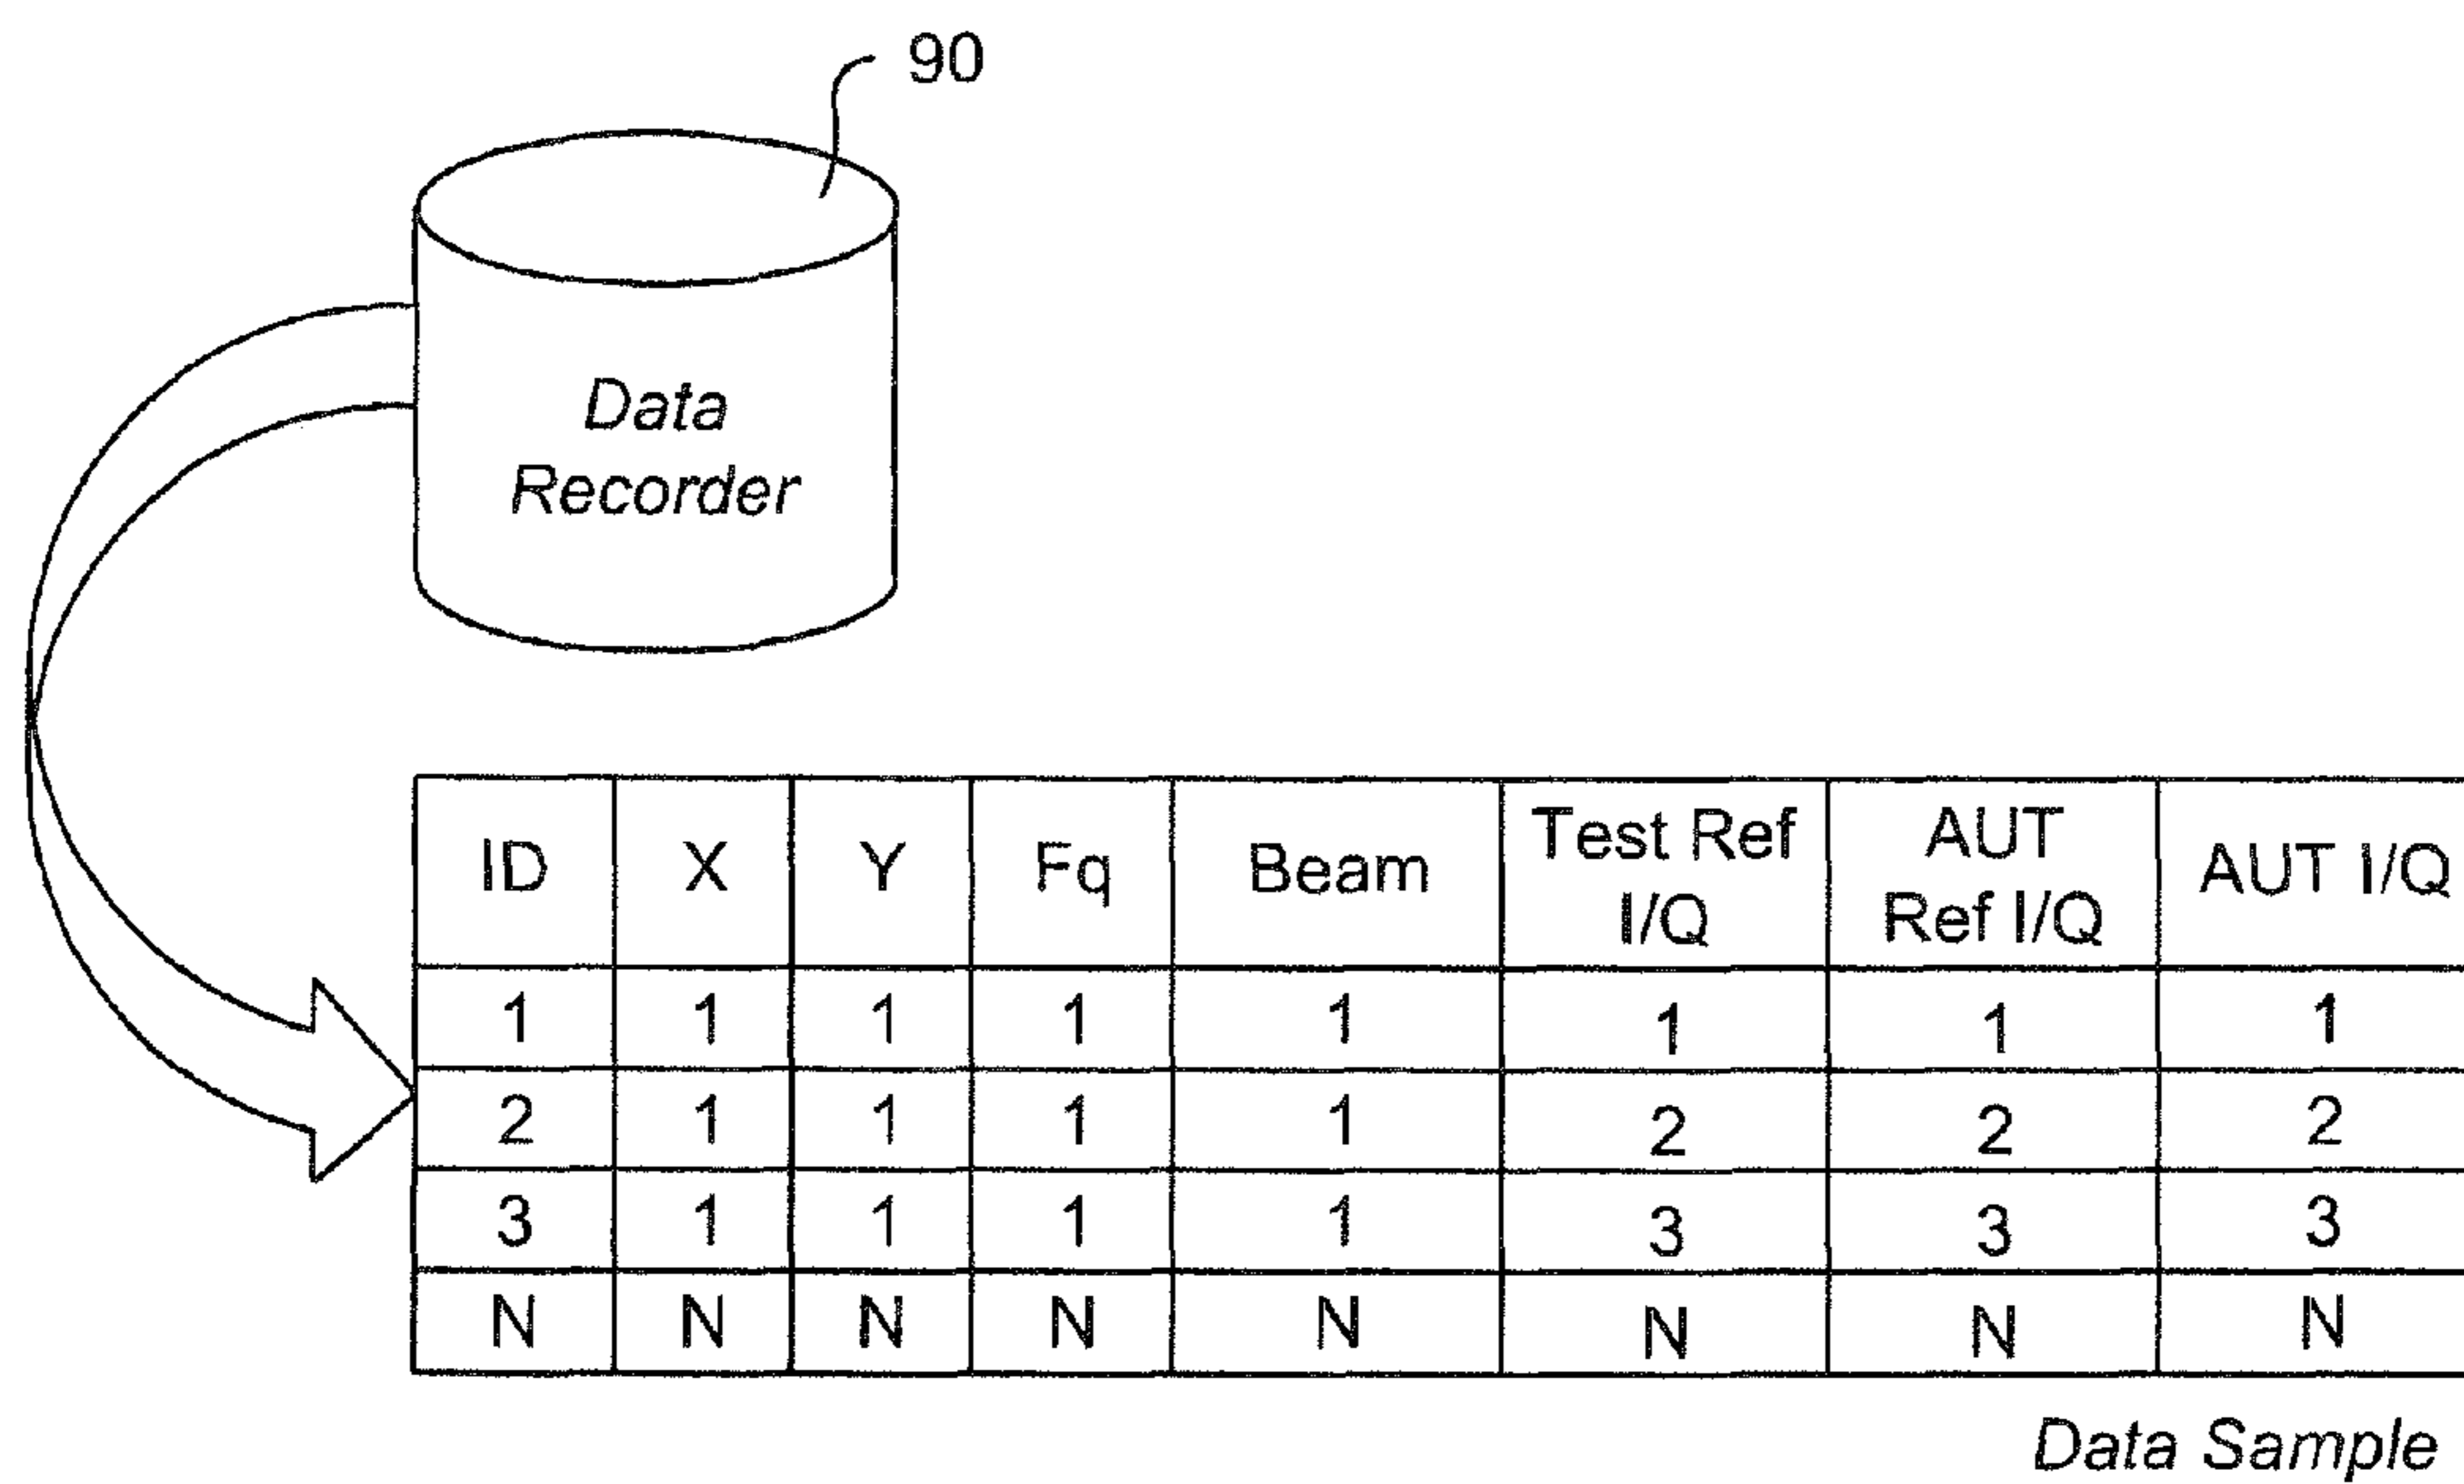 90
Data
Recorder
ID X Y Fq Beam Test Ref I/Q AUT Ref I/Q AUT I/Q
1 1 1 1 1 1 1 1
2 1 1 1 1 2 2 2
3 1 1 1 1 3 3 3
N N N N N N N N
Data Sample